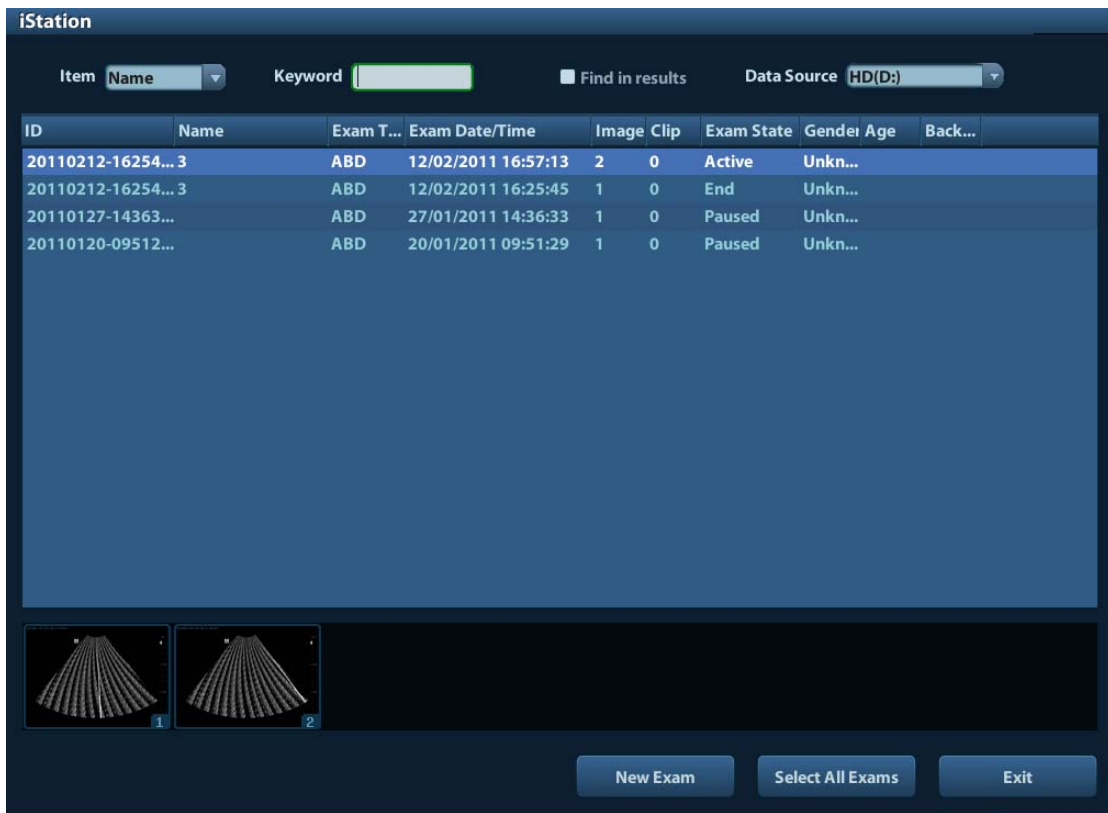 iStation
Item Name Keyword Find in results Data Source HD(D:)
ID Name Exam T... Exam Date/Time Image Clip Exam State Gender Age Back...
20110212-16254... 3 ABD 12/02/2011 16:57:13 2 0 Active Unkn...
20110212-16254... 3 ABD 12/02/2011 16:25:45 1 0 End Unkn...
20110127-14363... ABD 27/01/2011 14:36:33 1 0 Paused Unkn...
20110120-09512... ABD 20/01/2011 09:51:29 1 0 Paused Unkn...
1 2
New Exam Select All Exams Exit